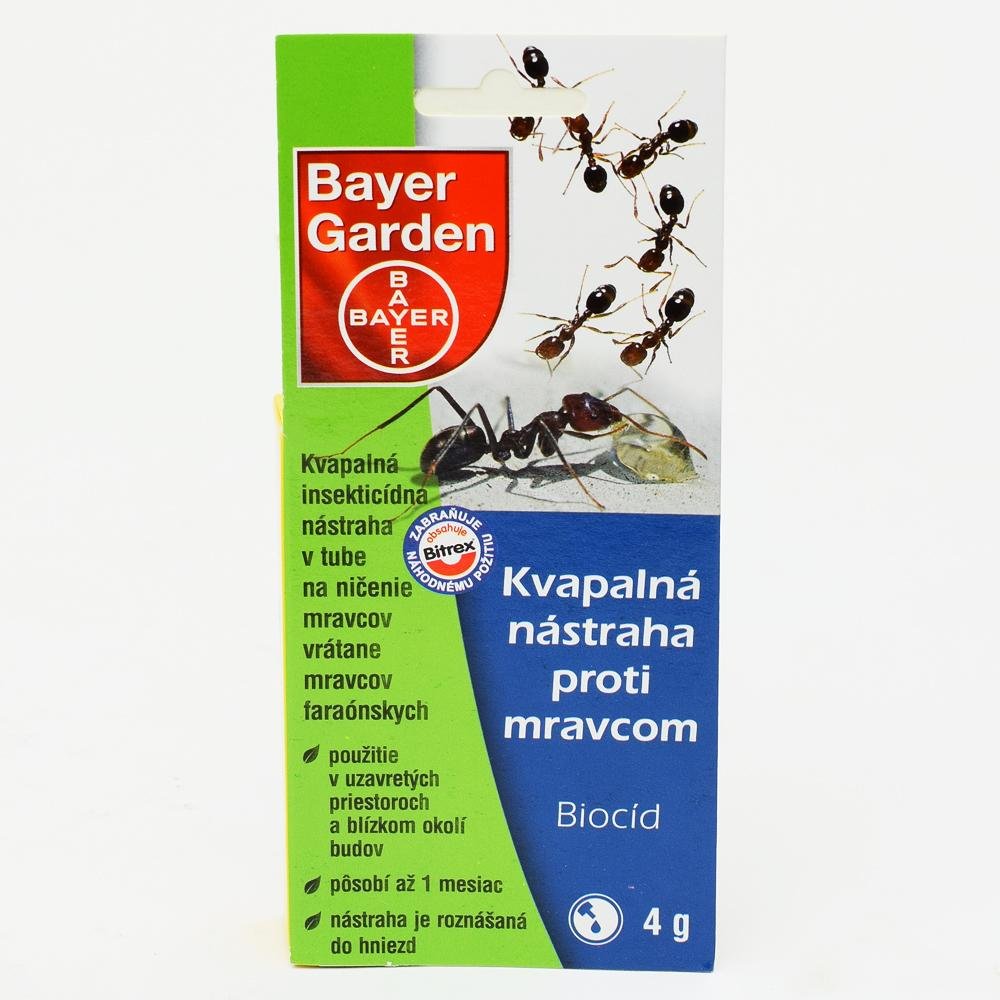 Bayer
Garden
BAYER
BAYER
Kvapalná
insekticídna
nástraha
v tube
na ničenie
mravcov
vrátane
mravcov
faraónskych
ZABRAŇUJE
obsahuje
Bitrex®
NÁHODNÉMU POŽITIU
Kvapalná
nástraha
proti
mravcom
použitie
v uzavretých
priestoroch
a blízkom okolí
budov
pôsobí až 1 mesiac
nástraha je roznášaná
do hniezd
Biocíd
4 g